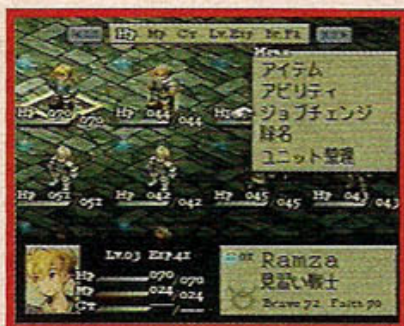 Hp Mp CT Lv.Exp Br.Fa
Menu
アイテム
アビリティ
ジョブチェンジ
除名
ユニット整理
Hp 070 070
Hp 044 044
Hp 051 051
Hp 042 042
Hp 045 045
043 043
Lv.03 Exp.41
Hp 070 070
Mp 024 024
CT
Ramza
見習い戦士
Brave 72 Faith 70